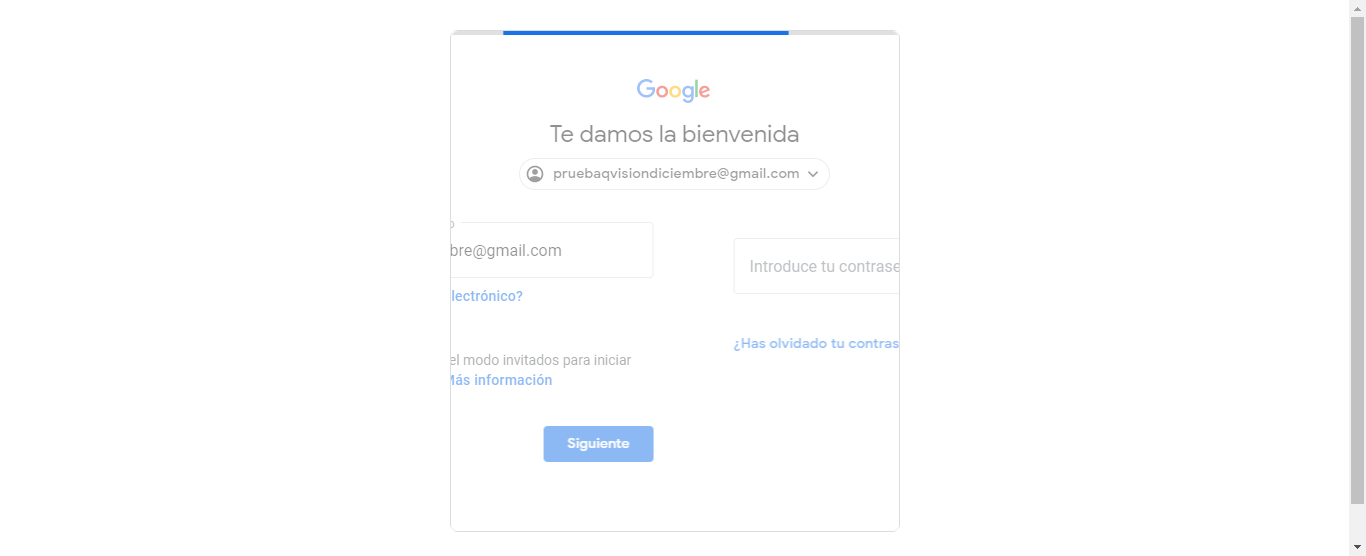 Google
Te damos la bienvenida
pruebaqvisiondiciembre@gmail.com
bre@gmail.com
Introduce tu contrase
lectrónico?
¿Has olvidado tu contras
el modo invitados para iniciar
Más información
Siguiente